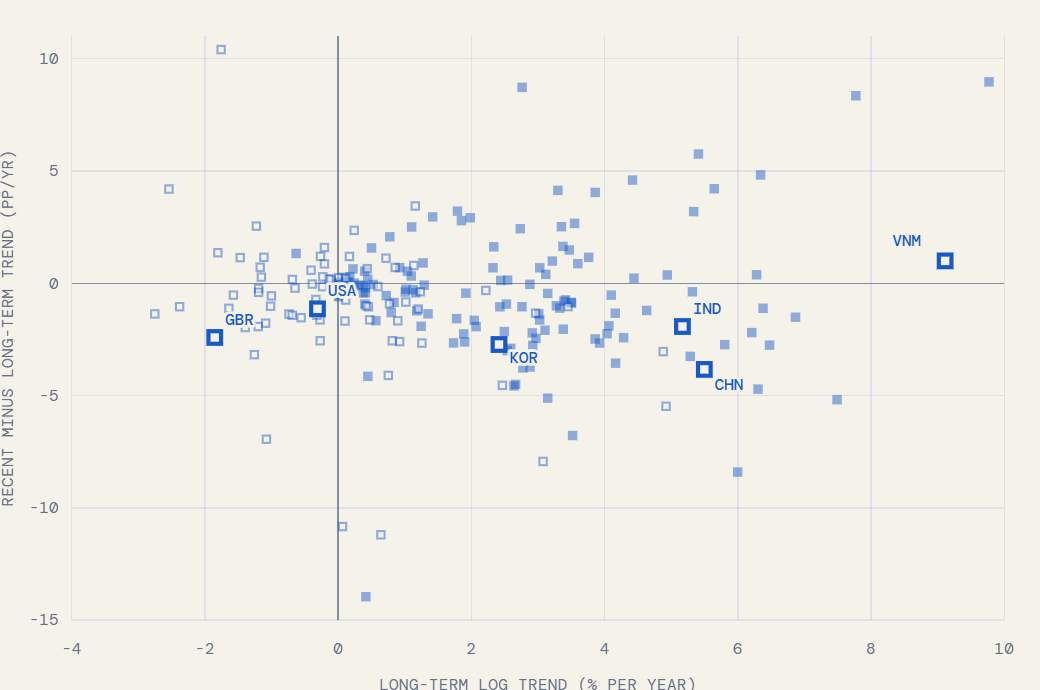 RECENT MINUS LONG-TERM TREND (PP/YR)
10
5
0
-5
-10
-15
VNM
USA
IND
GBR
KOR
CHN
-4
-2
0
2
4
6
8
10
LONG-TERM LOG TREND (% PER YEAR)